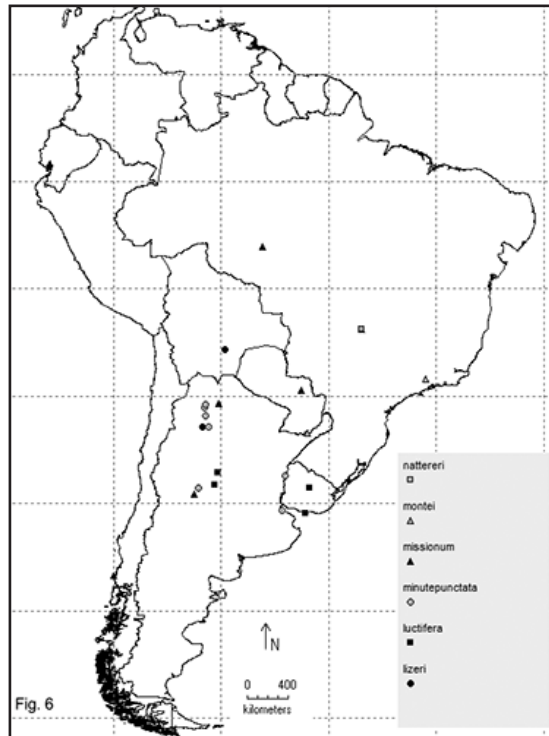 nattereri
montei
missionum
minutepunctata
luctifera
lizeri
N
0 400
kilometers
Fig. 6